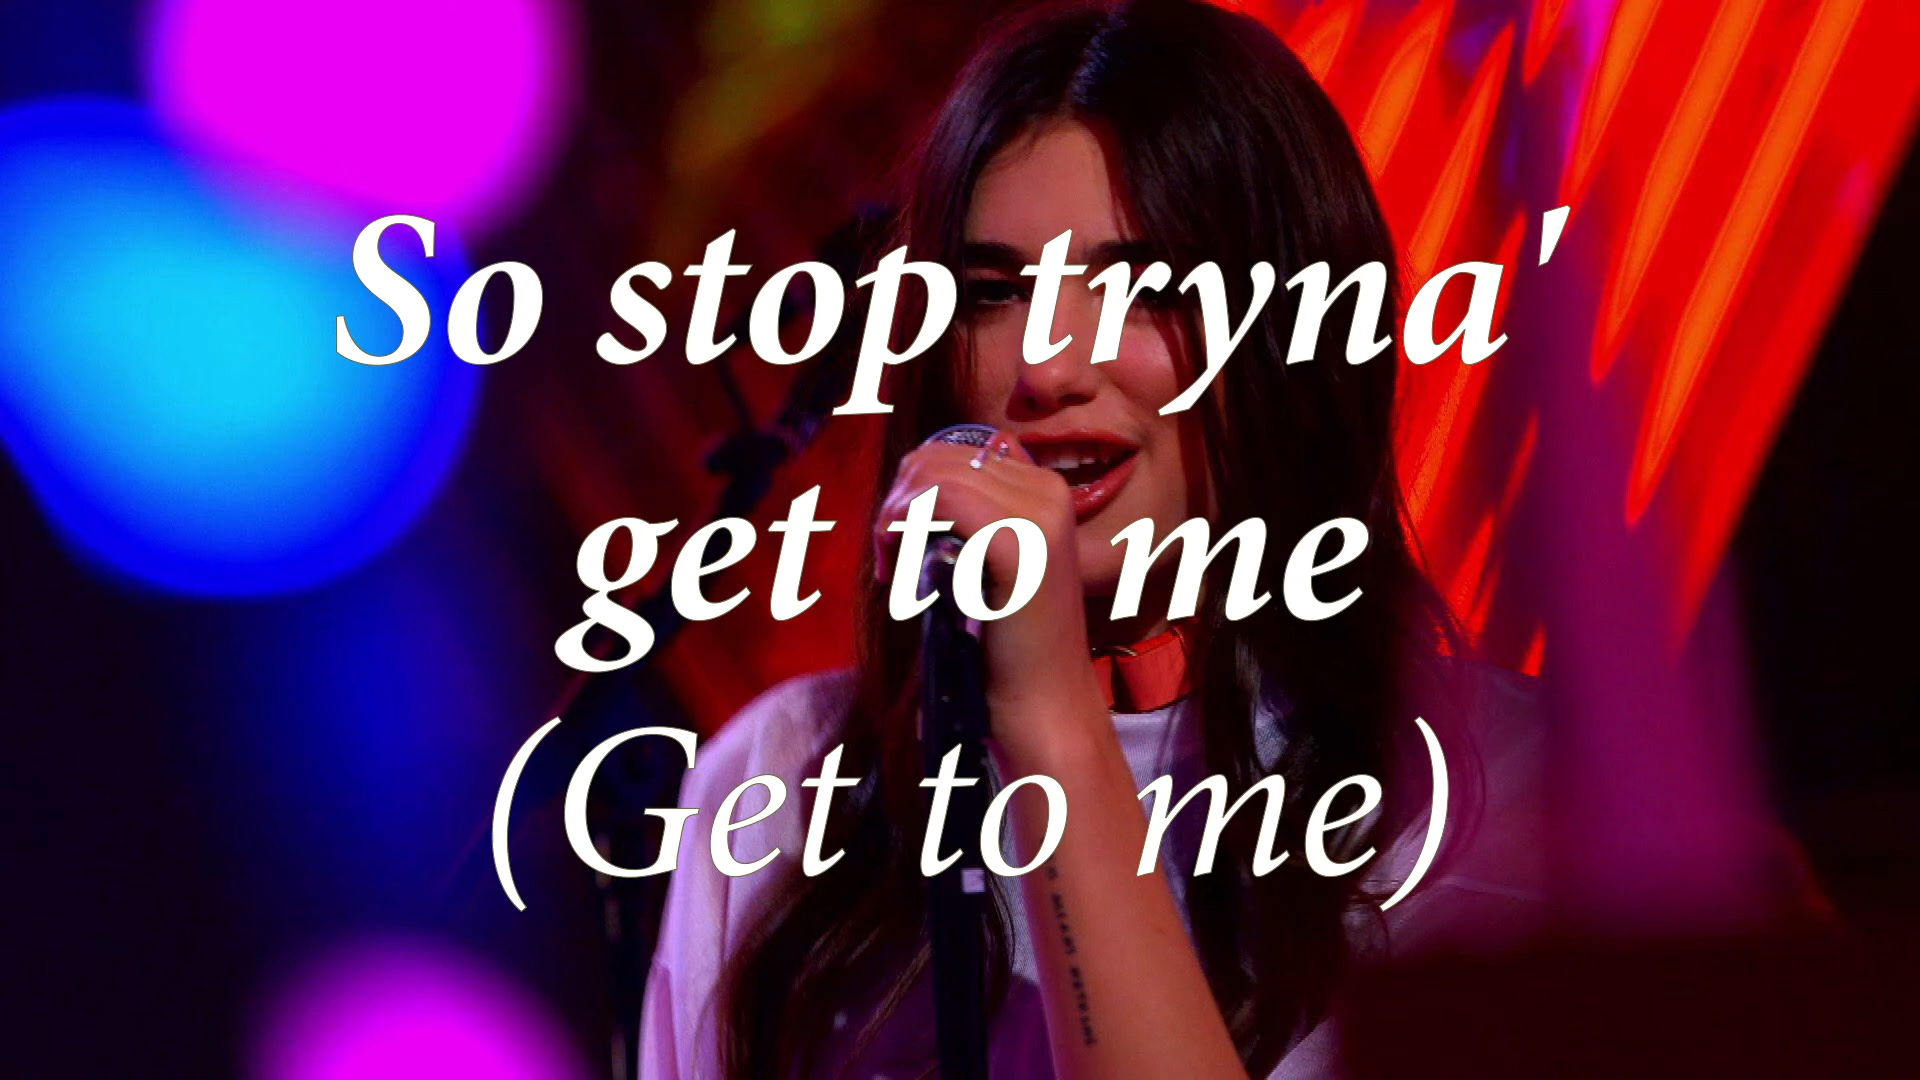 So stop tryna'
get to me
(Get to me)